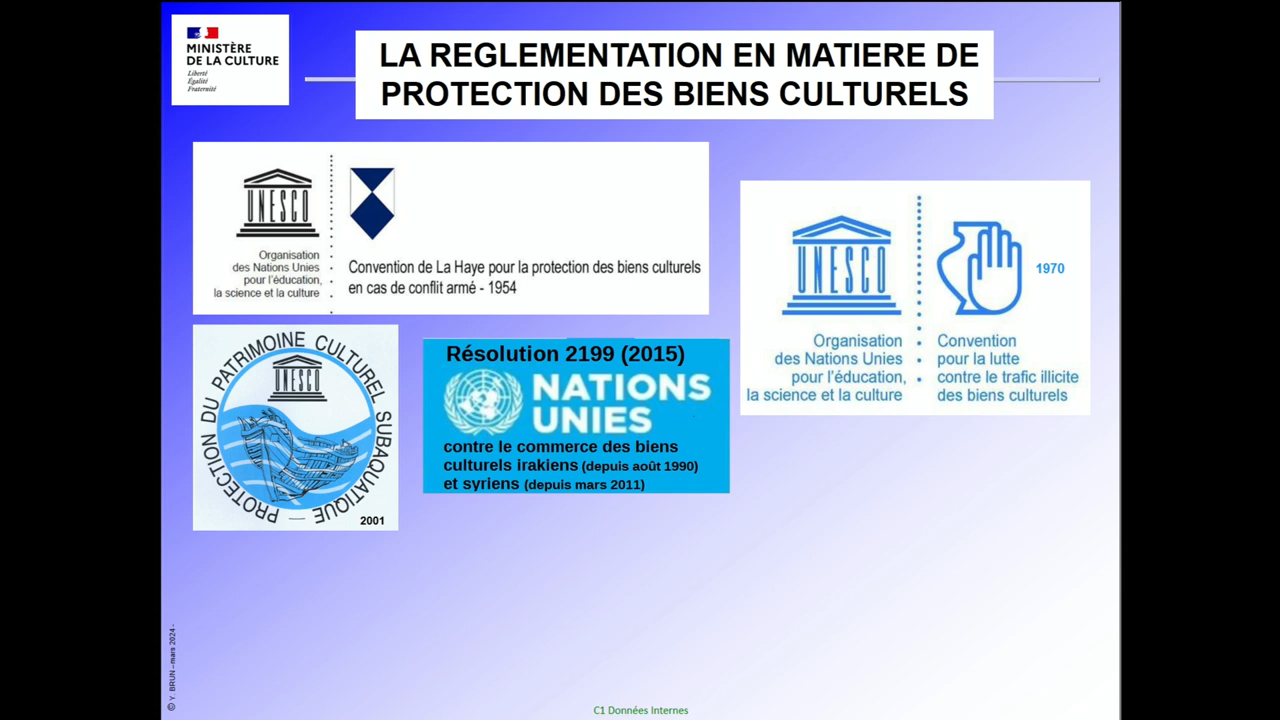 MINISTÈRE
DE LA CULTURE
Liberté
Égalité
Fraternité
LA REGLEMENTATION EN MATIERE DE
PROTECTION DES BIENS CULTURELS
UNESCO
Organisation
des Nations Unies
pour l'éducation,
la science et la culture
Convention de La Haye pour la protection des biens culturels
en cas de conflit armé - 1954
UNESCO
1970
Organisation
des Nations Unies
pour l'éducation,
la science et la culture
Convention
pour la lutte
contre le trafic illicite
des biens culturels
PROTECTION DU PATRIMOINE CULTUREL SUBAQUATIQUE –
UNESCO
2001
Résolution 2199 (2015)
NATIONS
UNIES
contre le commerce des biens
culturels irakiens (depuis août 1990)
et syriens (depuis mars 2011)
© Y. BRUN – mars 2024 -
C1 Données Internes